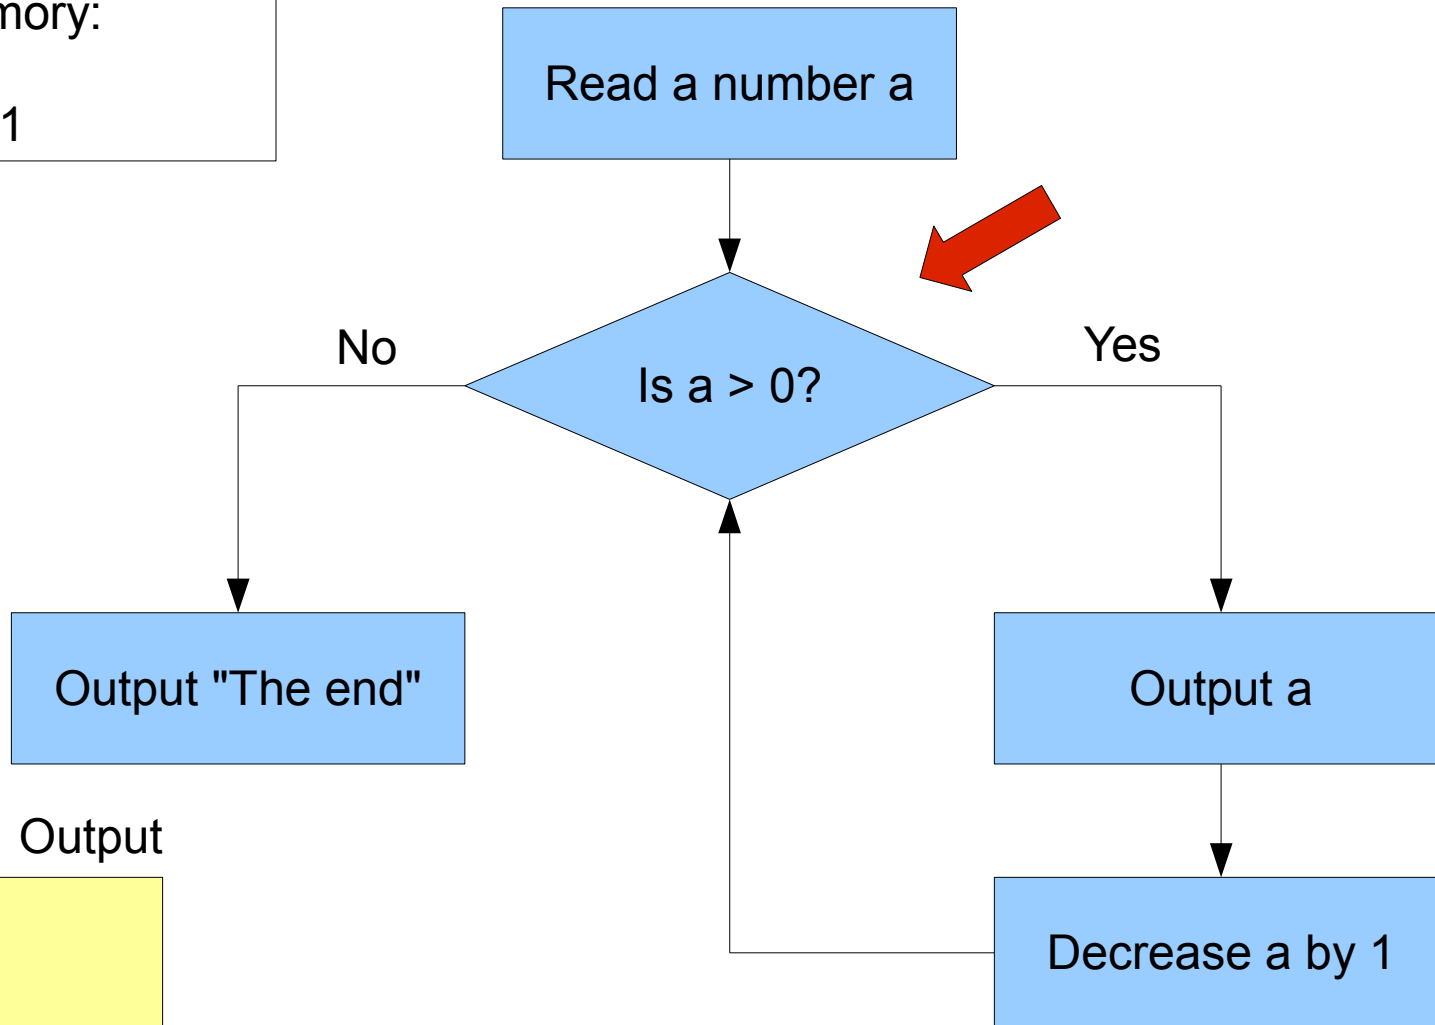 mory:
1
Read a number a
No
Is a > 0?
Yes
Output "The end"
Output a
Output
Decrease a by 1